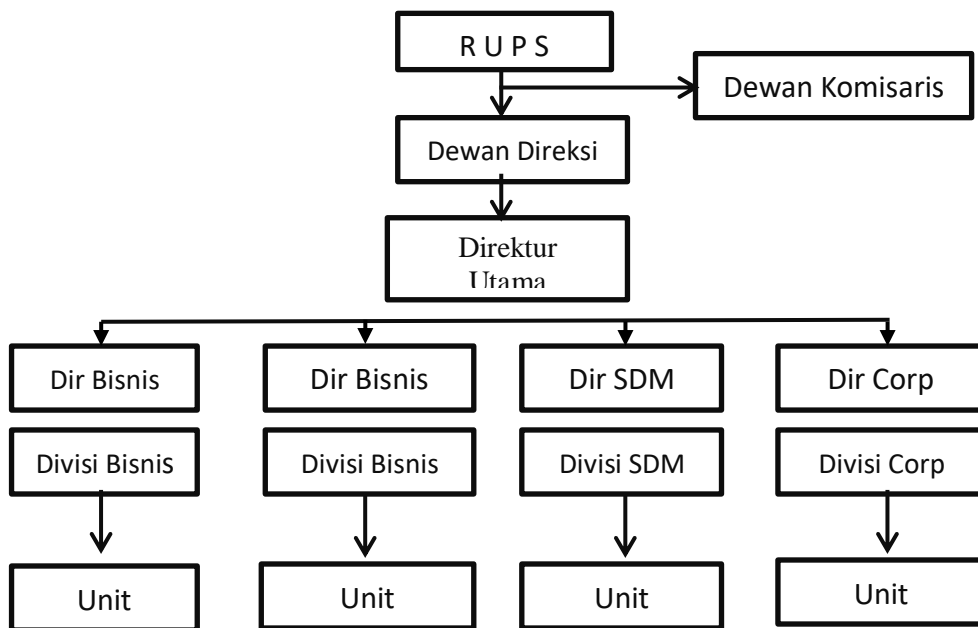 R U P S
Dewan Komisaris
Dewan Direksi
Direktur
Utama
Dir Bisnis
Dir Bisnis
Dir SDM
Dir Corp
Divisi Bisnis
Divisi Bisnis
Divisi SDM
Divisi Corp
Unit
Unit
Unit
Unit